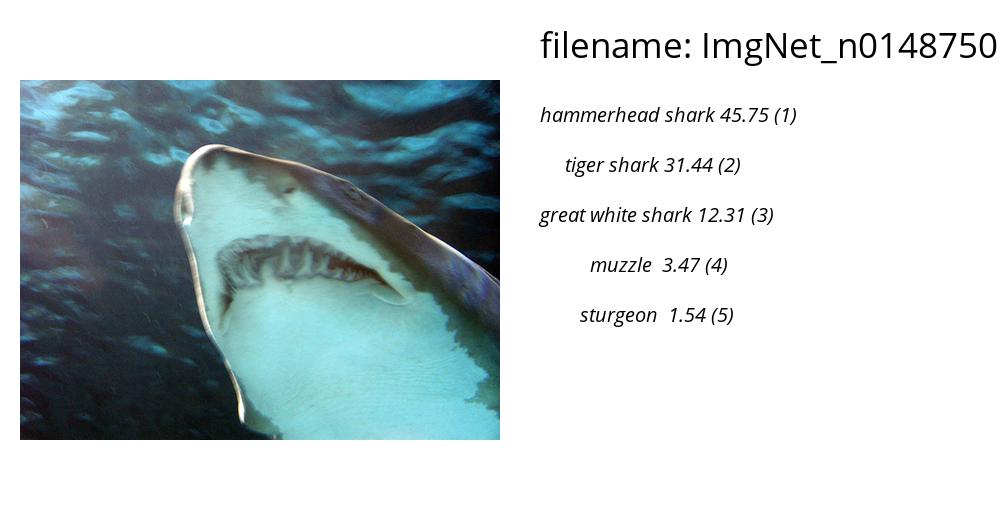 filename: ImgNet_n0148750
hammerhead shark 45.75 (1)
tiger shark 31.44 (2)
great white shark 12.31 (3)
muzzle 3.47 (4)
sturgeon 1.54 (5)